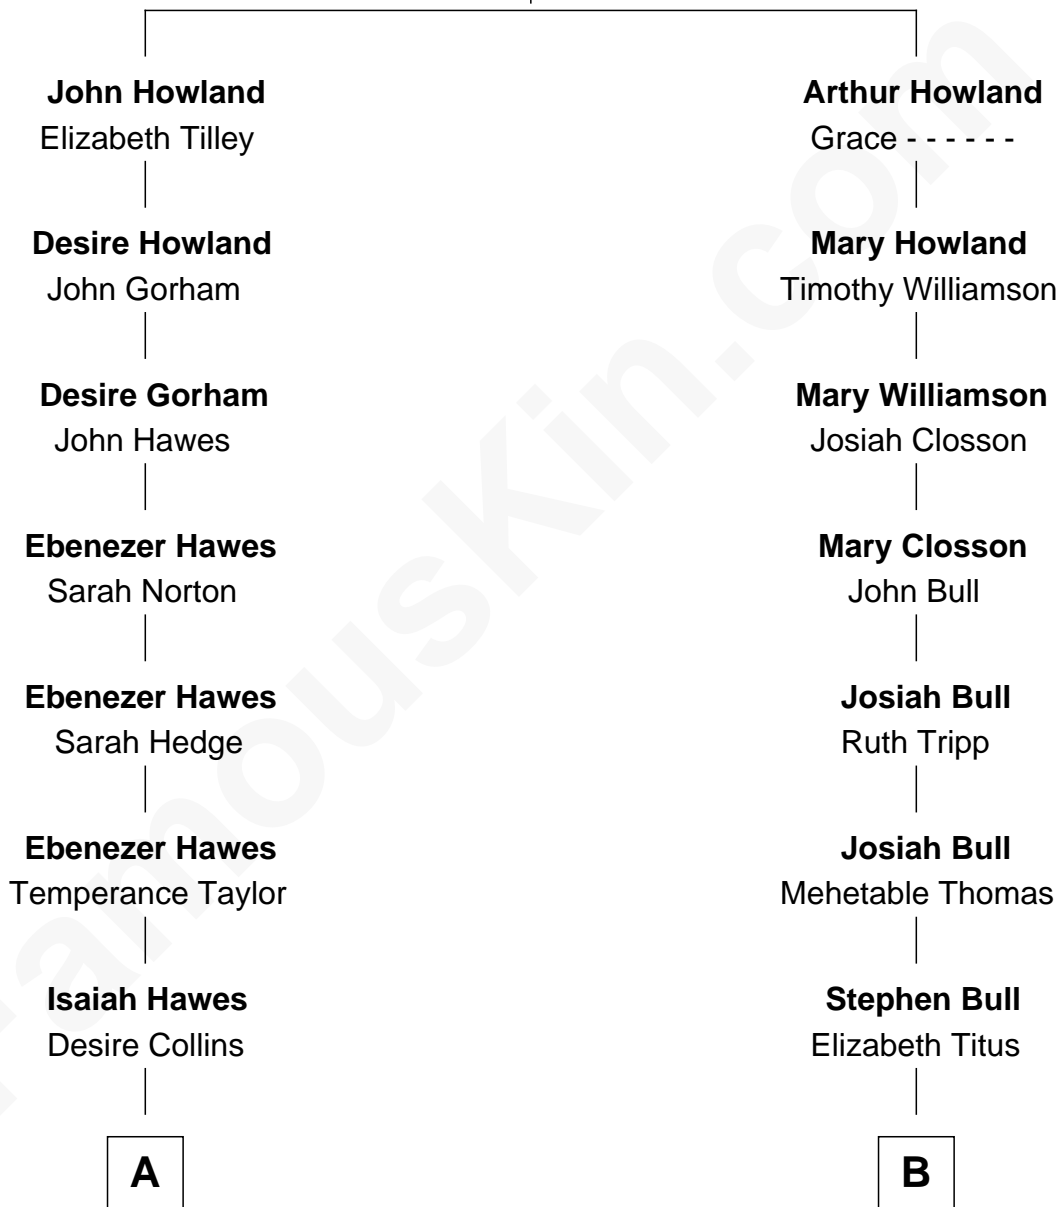 John Howland
Elizabeth Tilley
Desire Howland
John Gorham
Desire Gorham
John Hawes
Ebenezer Hawes
Sarah Norton
Ebenezer Hawes
Sarah Hedge
Ebenezer Hawes
Temperance Taylor
Isaiah Hawes
Desire Collins
A
Arthur Howland
Grace - - - - - -
Mary Howland
Timothy Williamson
Mary Williamson
Josiah Closson
Mary Closson
John Bull
Josiah Bull
Ruth Tripp
Josiah Bull
Mehetable Thomas
Stephen Bull
Elizabeth Titus
B
FamousKin.com